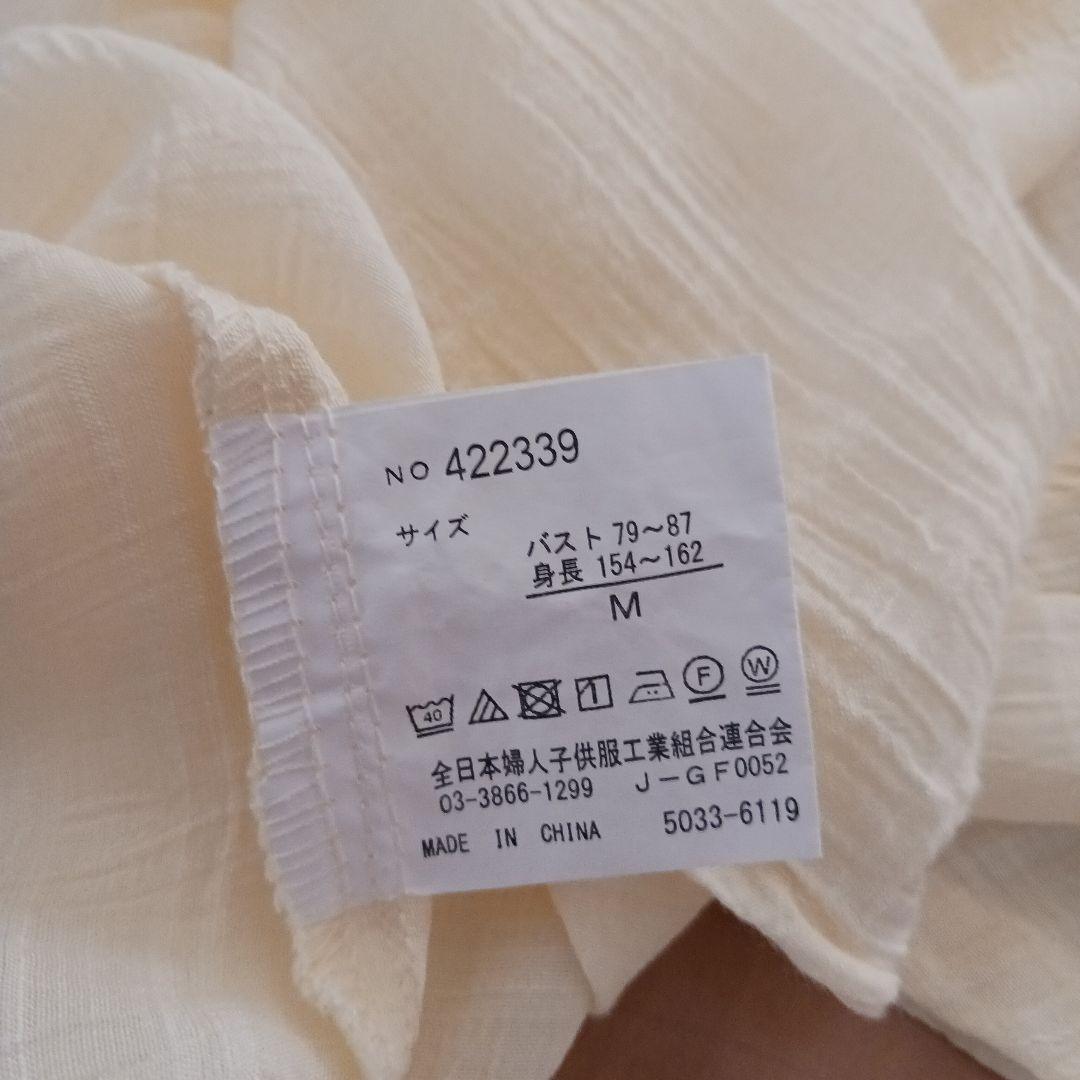 NO 422339
サイズ
バスト 79～87
身長 154～162
M
40 1 F W
全日本婦人子供服工業組合連合会
03-3866-1299 J－GF0052
MADE IN CHINA 5033-6119